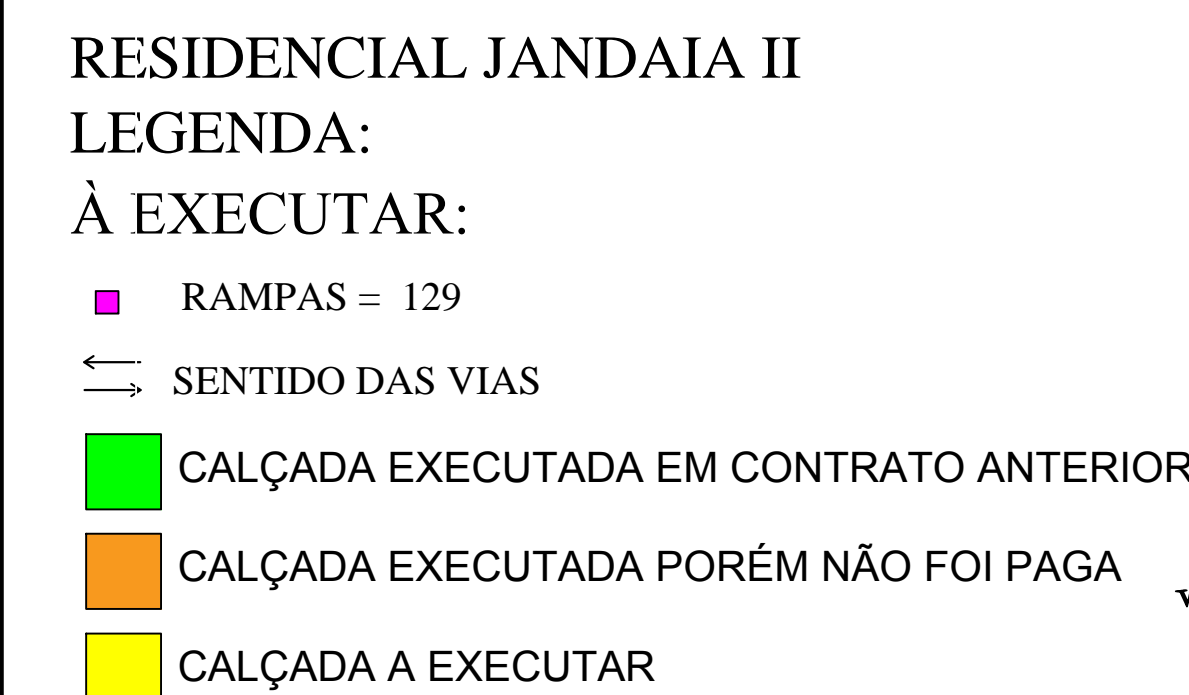 RESIDENCIAL JANDAIA II
LEGENDA:
À EXECUTAR:
RAMPAS = 129
SENTIDO DAS VIAS
CALÇADA EXECUTADA EM CONTRATO ANTERIOR
CALÇADA EXECUTADA PORÉM NÃO FOI PAGA
CALÇADA A EXECUTAR